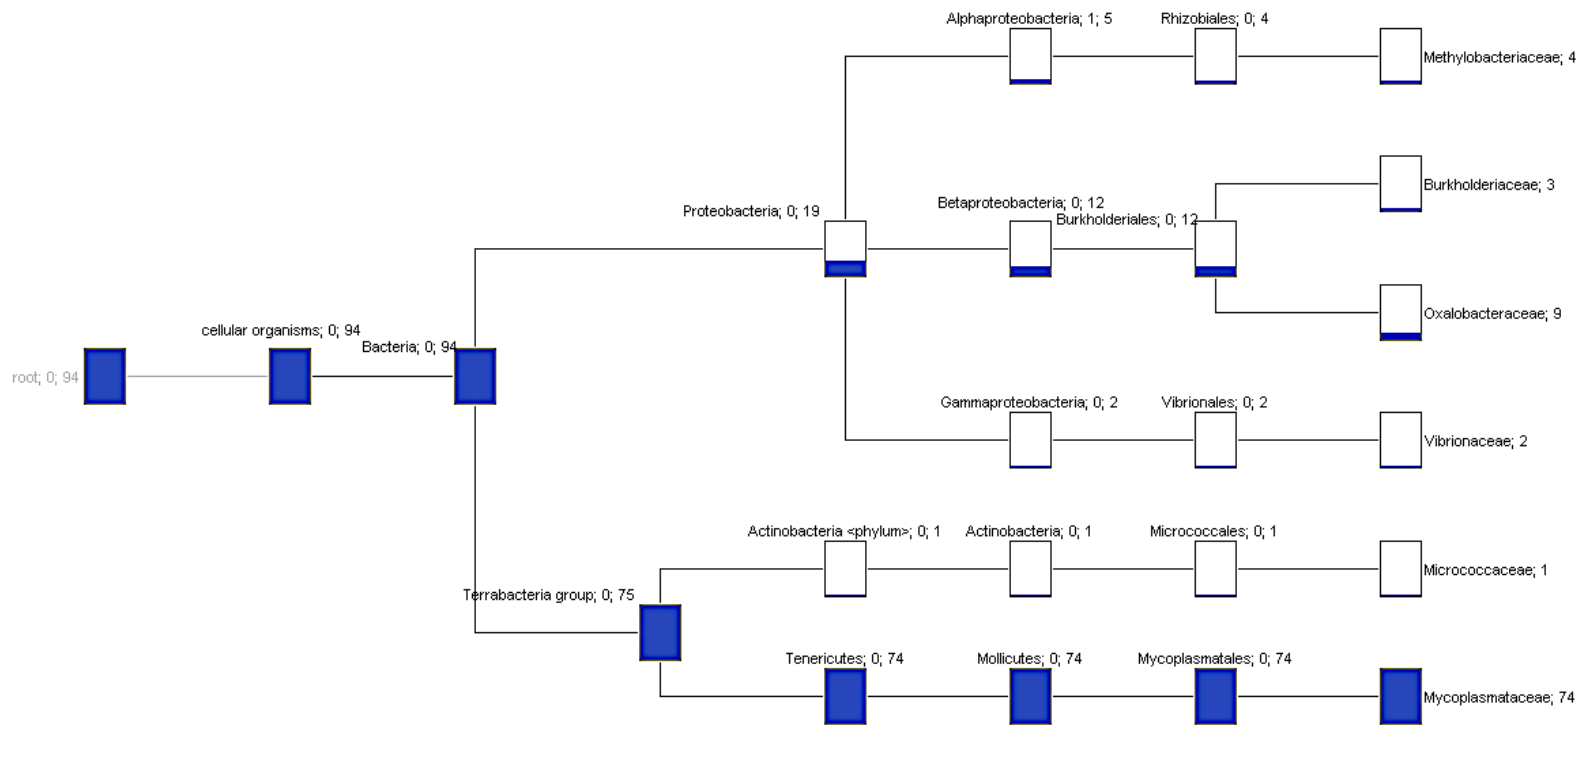 Alphaproteobacteria; 1; 5
Rhizobiales; 0; 4
Methylobacteriaceae; 4
Burkholderiaceae; 3
Proteobacteria; 0; 19
Betaproteobacteria; 0; 12
Burkholderiales; 0; 12
Oxalobacteraceae; 9
cellular organisms; 0; 94
Bacteria; 0; 94
root; 0; 94
Gammaproteobacteria; 0; 2
Vibrionales; 0; 2
Vibrionaceae; 2
Actinobacteria <phylum>; 0; 1
Actinobacteria; 0; 1
Micrococcales; 0; 1
Micrococcaceae; 1
Terrabacteria group; 0; 75
Tenericutes; 0; 74
Mollicutes; 0; 74
Mycoplasmatales; 0; 74
Mycoplasmataceae; 74